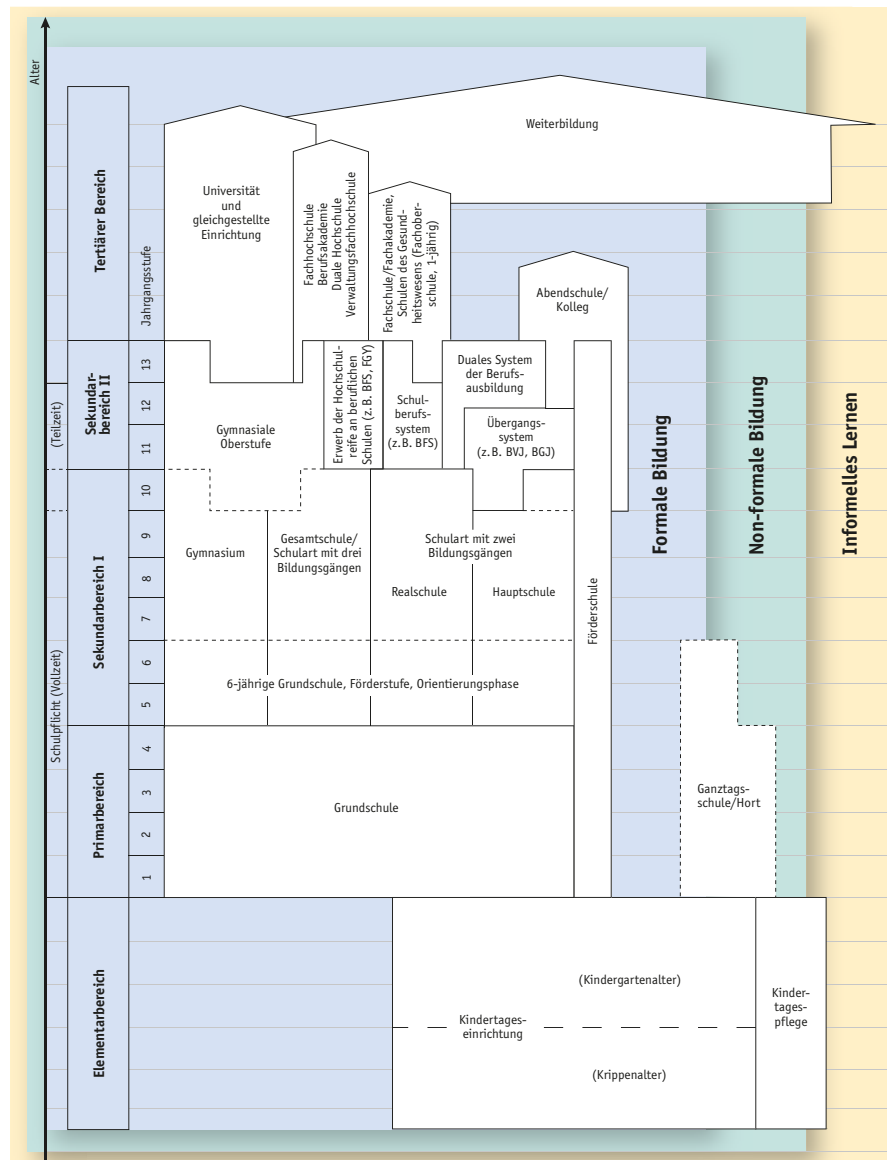 Alter
Tertiärer Bereich
Jahrgangsstufe
Weiterbildung
Universität
und
gleichgestellte
Einrichtung
Fachhochschule
Berufsakademie
Duale Hochschule
Verwaltungsfachhochschule
Fachschule/Fachakademie,
Schulen des Gesund-
heitswesens (Fachober-
schule, 1-jährig)
Abendschule/
Kolleg
(Teilzeit)
Sekundar-
bereich II
13
12
11
Gymnasiale
Oberstufe
Erwerb der Hochschul-
reife an beruflichen
Schulen (z. B. BFS, FGY)
Schul-
berufs-
system
(z. B. BFS)
Duales System
der Berufs-
ausbildung
Übergangs-
system
(z. B. BVJ, BGJ)
Formale Bildung
Non-formale Bildung
Informelles Lernen
Schulpflicht (Vollzeit)
Sekundarbereich I
10
9
8
7
6
5
Gymnasium
Gesamtschule/
Schulart mit drei
Bildungsgängen
Schulart mit zwei
Bildungsgängen
Realschule
Hauptschule
Förderschule
6-jährige Grundschule, Förderstufe, Orientierungsphase
Primarbereich
4
3
2
1
Grundschule
Ganztags-
schule/Hort
Elementarbereich
(Kindergartenalter)
Kindertages-
einrichtung
(Krippenalter)
Kinder-
tages-
pflege